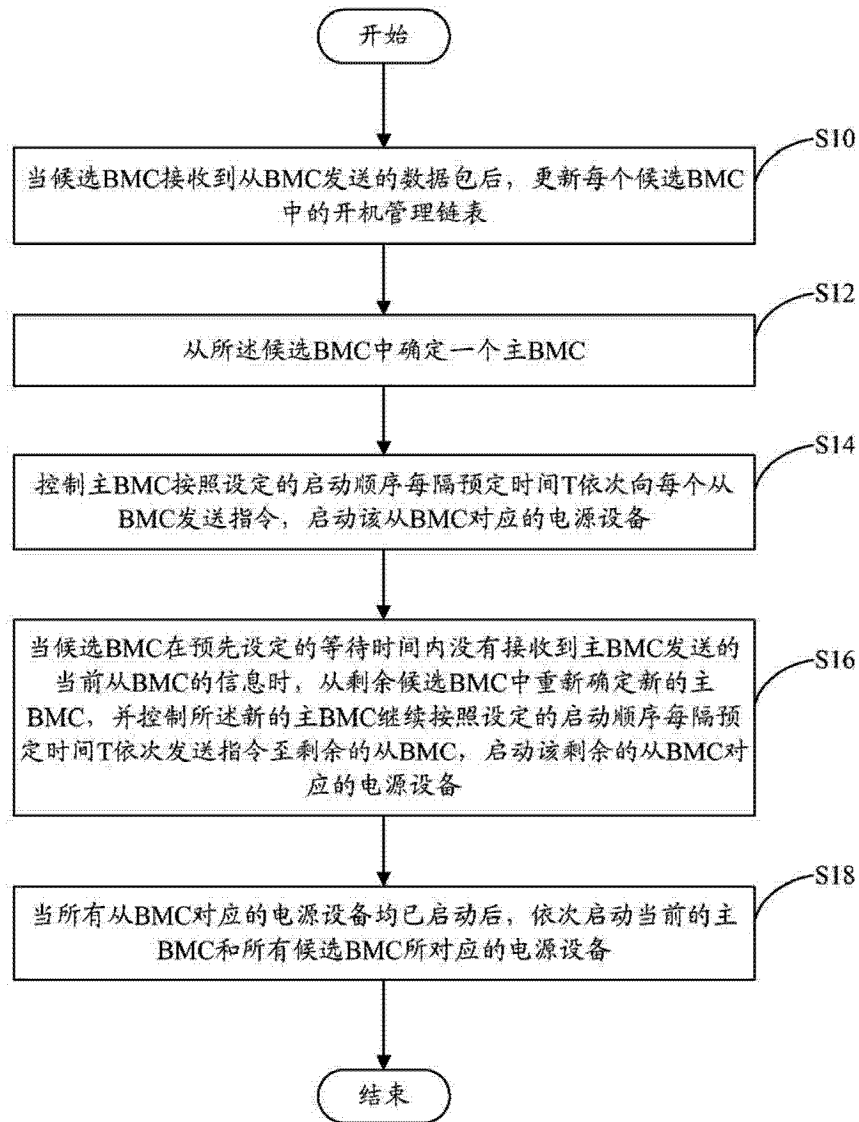 开始
S10
当候选BMC接收到从BMC发送的数据包后，更新每个候选BMC
中的开机管理链表
S12
从所述候选BMC中确定一个主BMC
S14
控制主BMC按照设定的启动顺序每隔预定时间T依次向每个从
BMC发送指令，启动该从BMC对应的电源设备
S16
当候选BMC在预先设定的等待时间内没有接收到主BMC发送的
当前从BMC的信息时，从剩余候选BMC中重新确定新的主
BMC，并控制所述新的主BMC继续按照设定的启动顺序每隔预
定时间T依次发送指令至剩余的从BMC，启动该剩余的从BMC对
应的电源设备
S18
当所有从BMC对应的电源设备均已启动后，依次启动当前的主
BMC和所有候选BMC所对应的电源设备
结束